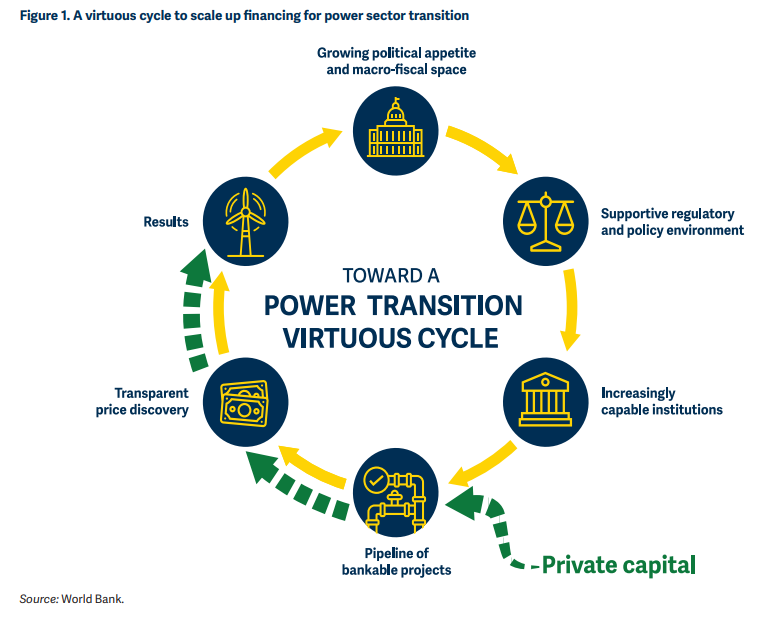 Figure 1. A virtuous cycle to scale up financing for power sector transition
Growing political appetite
and macro-fiscal space
Supportive regulatory
and policy environment
Results
TOWARD A
POWER TRANSITION
VIRTUOUS CYCLE
Transparent
price discovery
Increasingly
capable institutions
Pipeline of
bankable projects
Private capital
Source: World Bank.